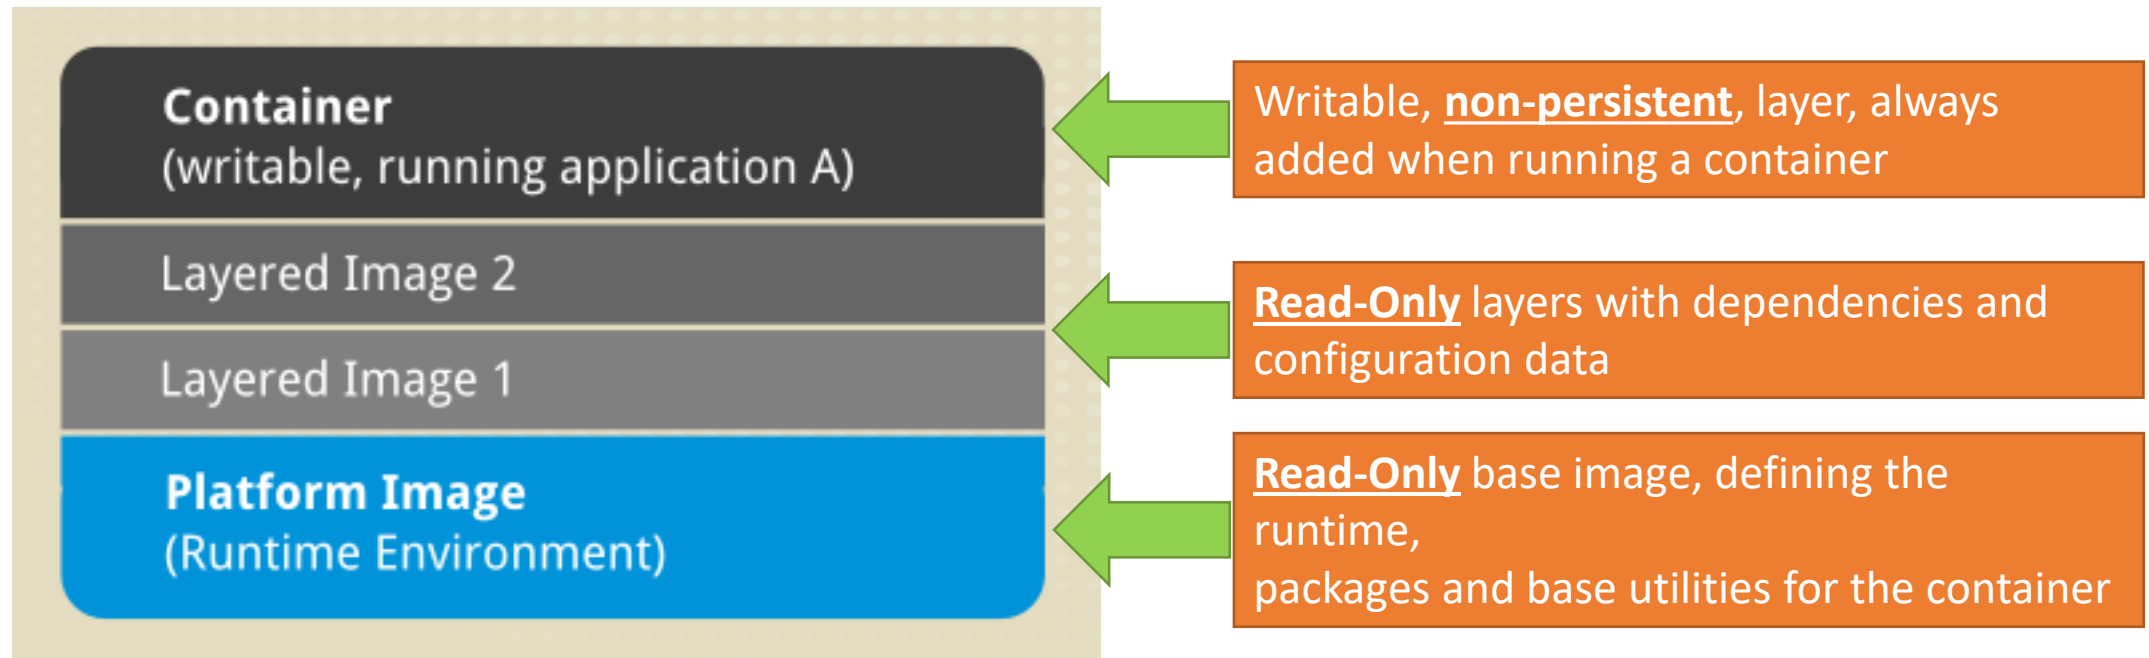 Container
(writable, running application A)
Layered Image 2
Layered Image 1
Platform Image
(Runtime Environment)
Writable, non-persistent, layer, always
added when running a container
Read-Only layers with dependencies and
configuration data
Read-Only base image, defining the
runtime,
packages and base utilities for the container